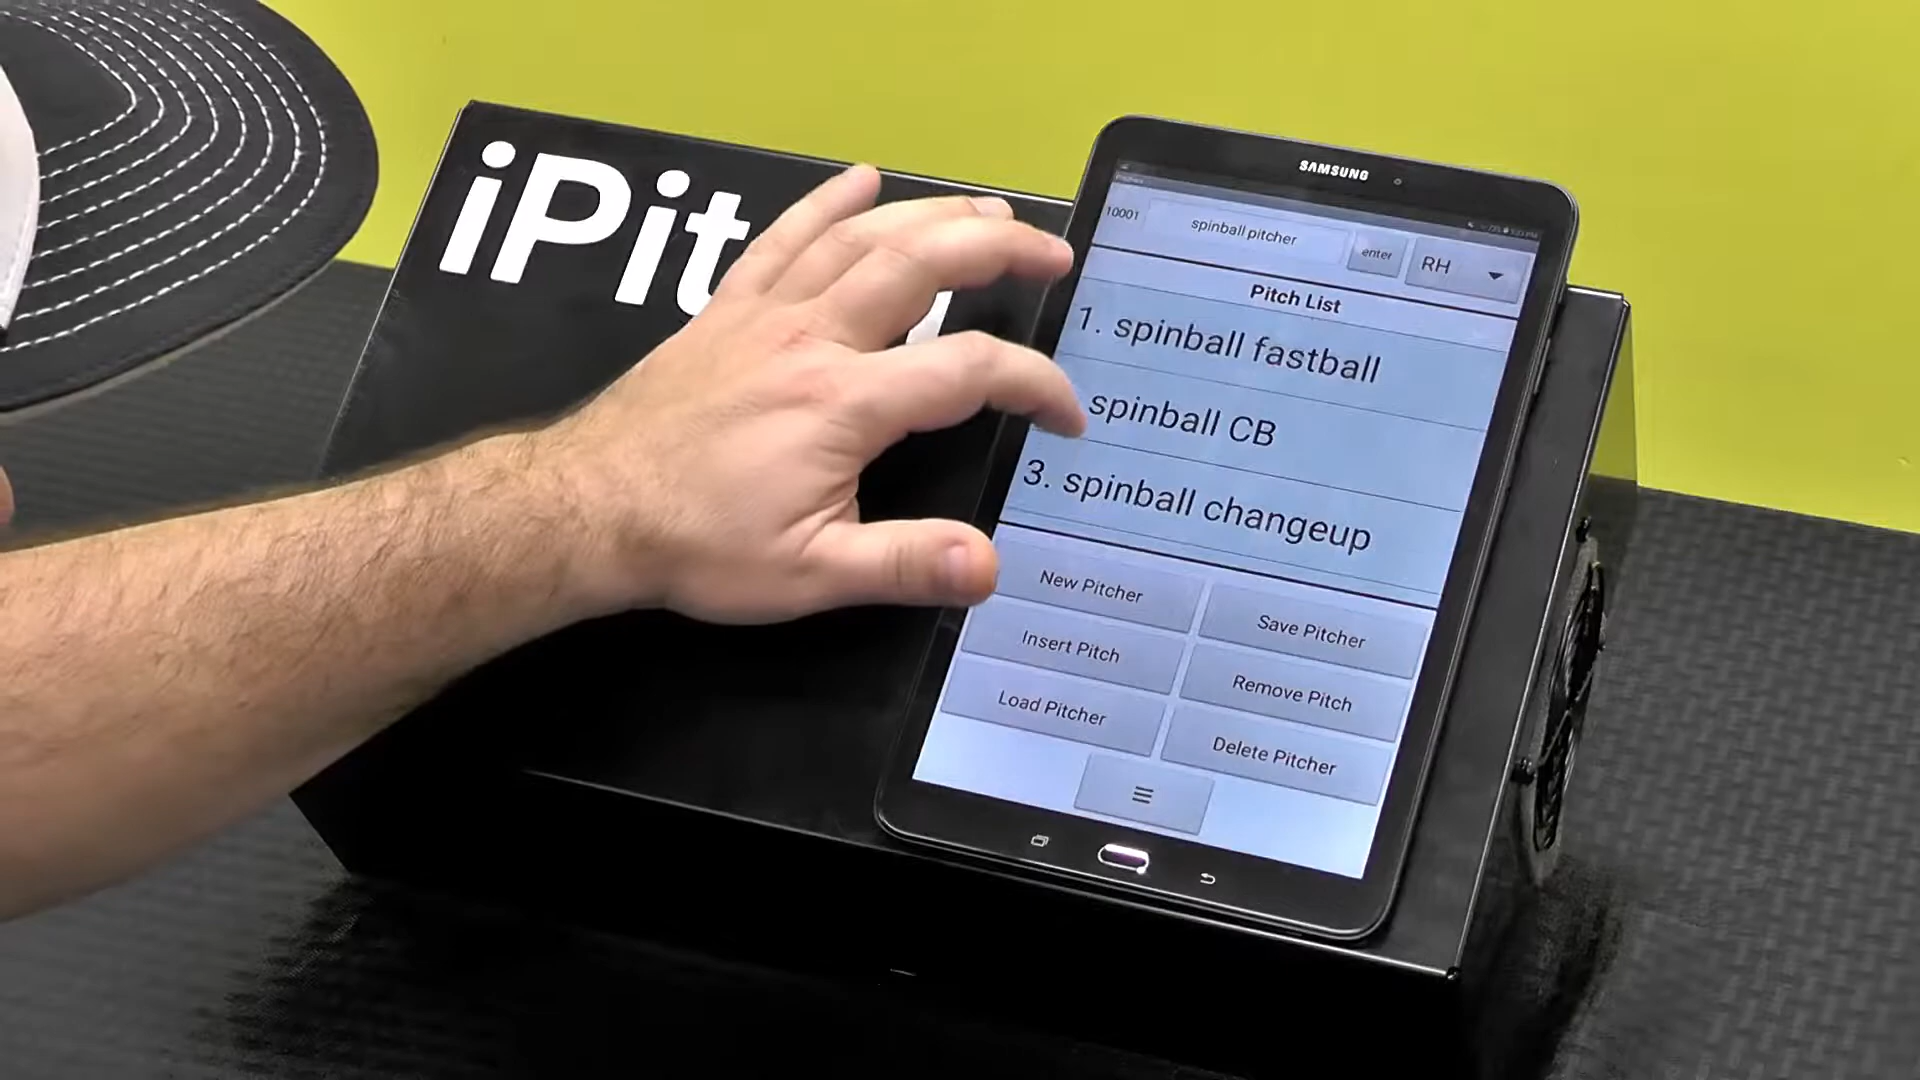 iPit
SAMSUNG
10001 spinball pitcher enter RH
Pitch List
1. spinball fastball
spinball CB
3. spinball changeup
New Pitcher Save Pitcher
Insert Pitch Remove Pitch
Load Pitcher Delete Pitcher